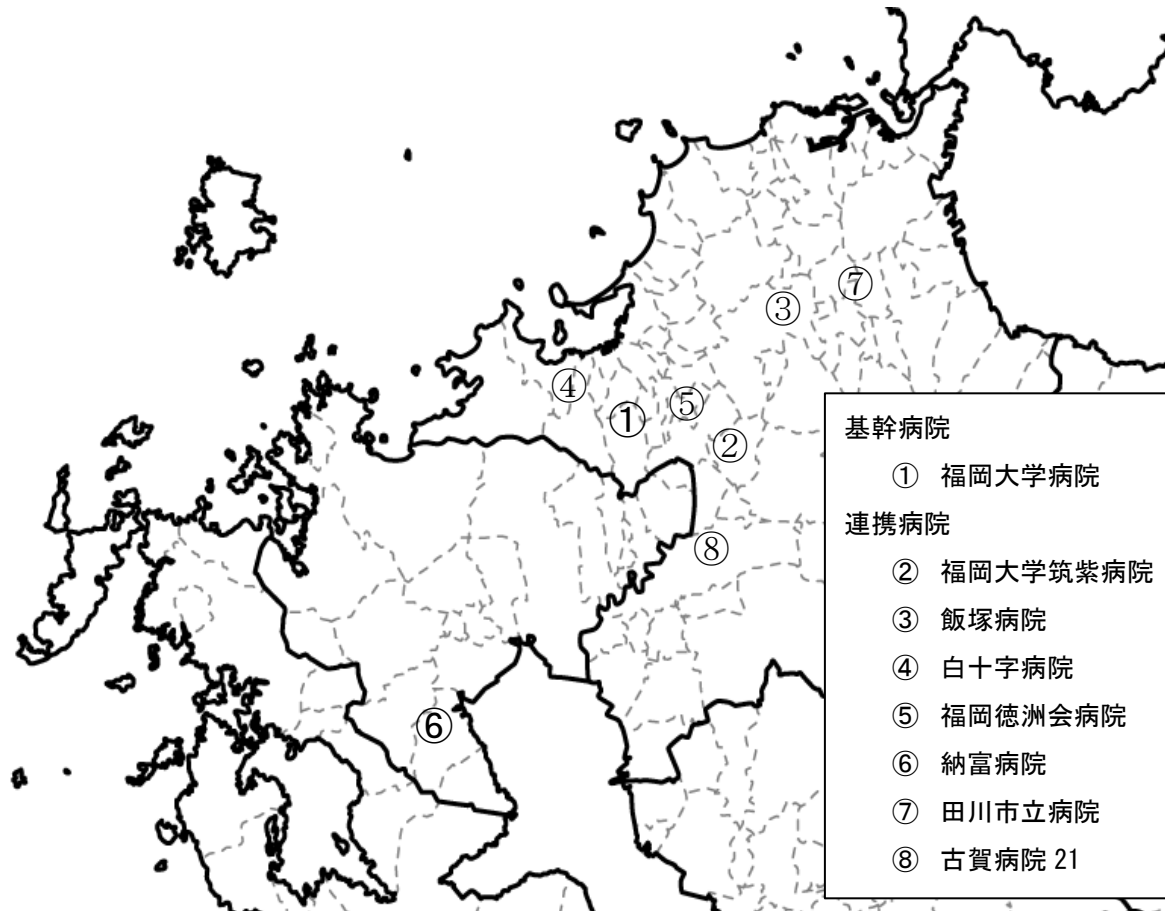 ③
⑦
④
①
⑤
②
⑧
⑥
基幹病院
① 福岡大学病院
連携病院
② 福岡大学筑紫病院
③ 飯塚病院
④ 白十字病院
⑤ 福岡徳洲会病院
⑥ 納富病院
⑦ 田川市立病院
⑧ 古賀病院 21